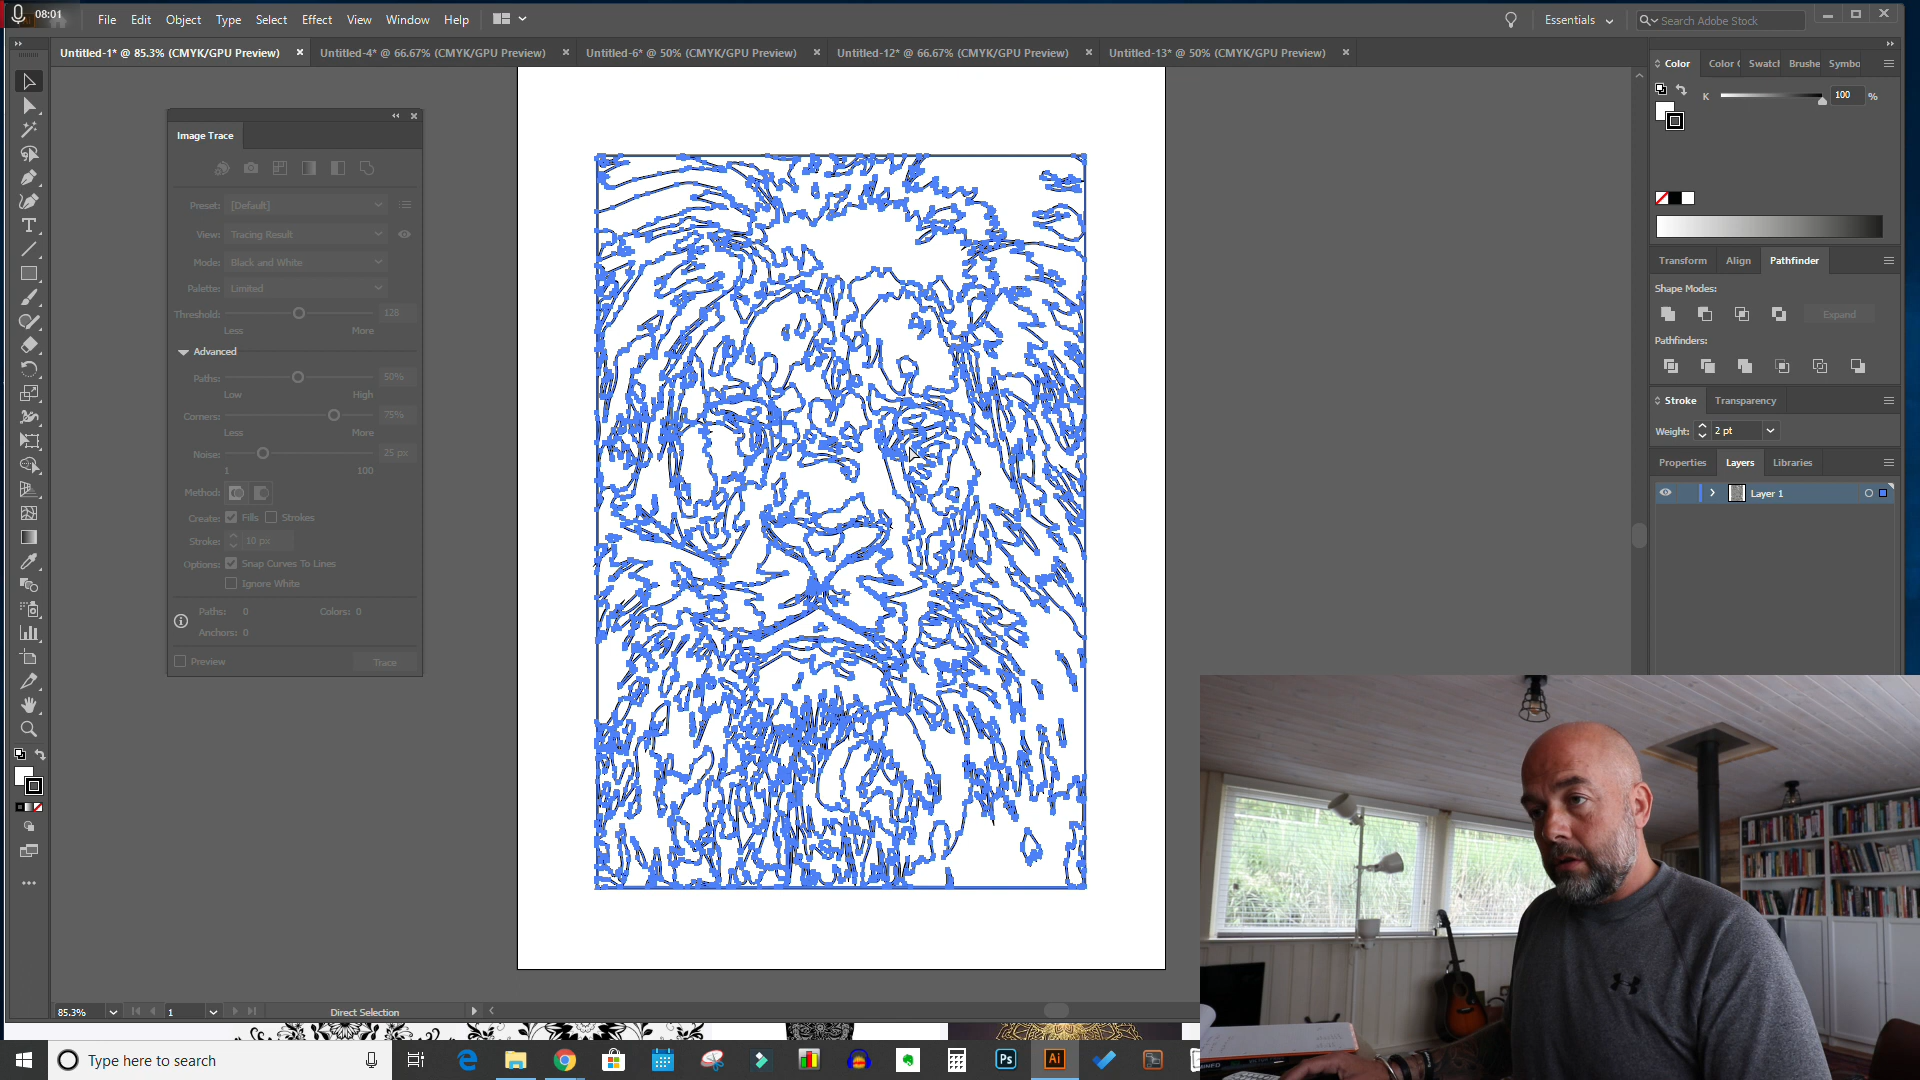 08:01
File Edit Object Type Select Effect View Window Help
Essentials
Search Adobe Stock
Untitled-1* @ 85.3% (CMYK/GPU Preview)
Untitled-4* @ 66.67% (CMYK/GPU Preview)
Untitled-6* @ 50% (CMYK/GPU Preview)
Untitled-12* @ 66.67% (CMYK/GPU Preview)
Untitled-13* @ 50% (CMYK/GPU Preview)
Image Trace
Preset: [Default]
View: Tracing Result
Mode: Black and White
Palette: Limited
Threshold: 128
Less More
Advanced
Paths: 50%
Low High
Corners: 75%
Less More
Noise: 25 px
1 100
Method:
Create: Fills Strokes
Stroke: 10 px
Options: Snap Curves To Lines
Ignore White
Paths: 0 Colors: 0
Anchors: 0
Preview Trace
Color Color Swatch Brushe Symbo
K 100 %
Transform Align Pathfinder
Shape Modes:
Expand
Pathfinders:
Stroke Transparency
Weight: 2 pt
Properties Layers Libraries
Layer 1
85.3% 1 Direct Selection
Type here to search
Ps
Ai